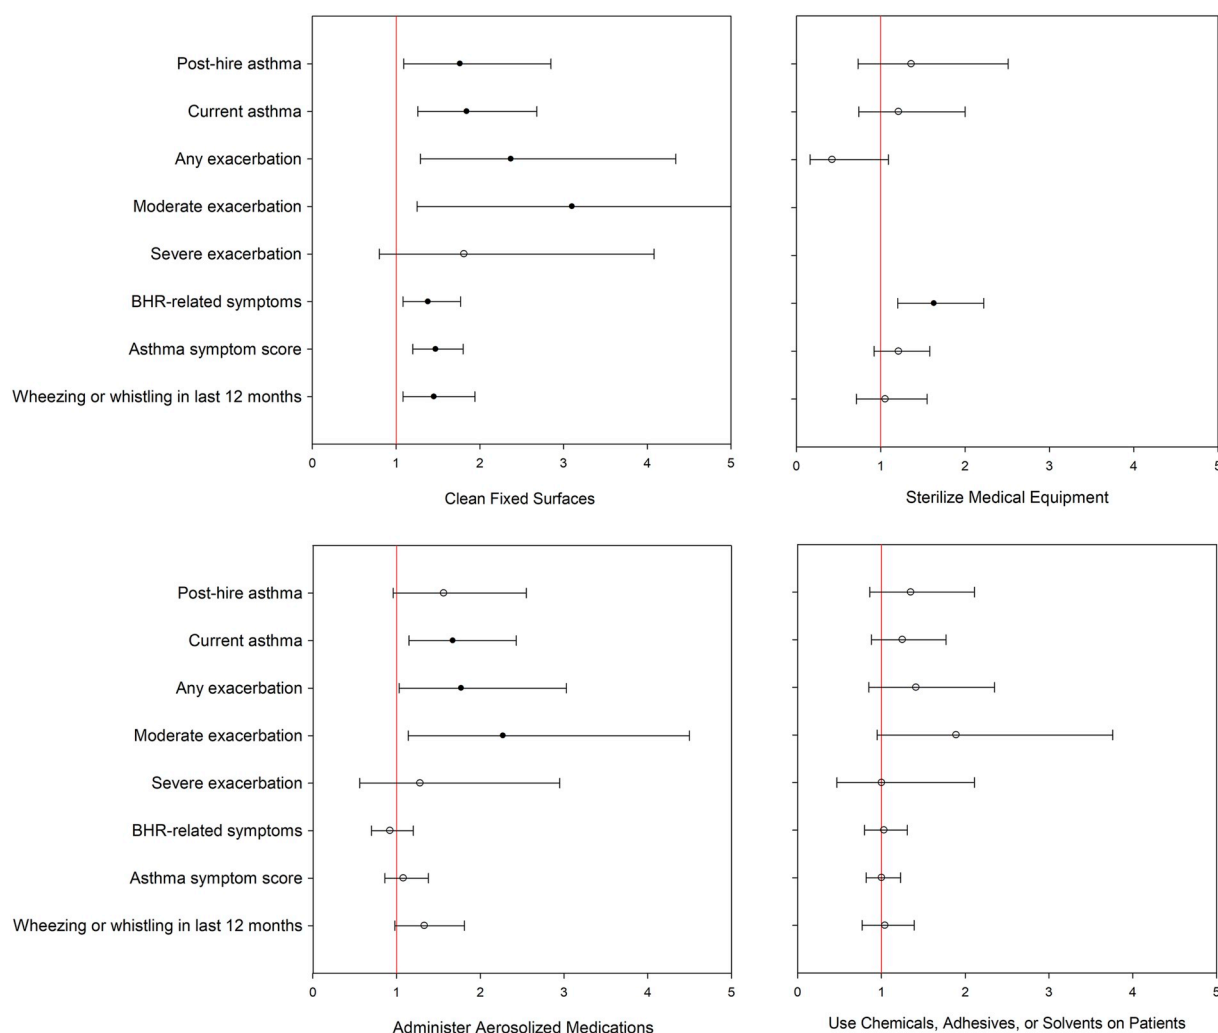 Post-hire asthma
Current asthma
Any exacerbation
Moderate exacerbation
Severe exacerbation
BHR-related symptoms
Asthma symptom score
Wheezing or whistling in last 12 months
0 1 2 3 4 5
Clean Fixed Surfaces
0 1 2 3 4 5
Sterilize Medical Equipment
Post-hire asthma
Current asthma
Any exacerbation
Moderate exacerbation
Severe exacerbation
BHR-related symptoms
Asthma symptom score
Wheezing or whistling in last 12 months
0 1 2 3 4 5
Administer Aerosolized Medications
0 1 2 3 4 5
Use Chemicals, Adhesives, or Solvents on Patients